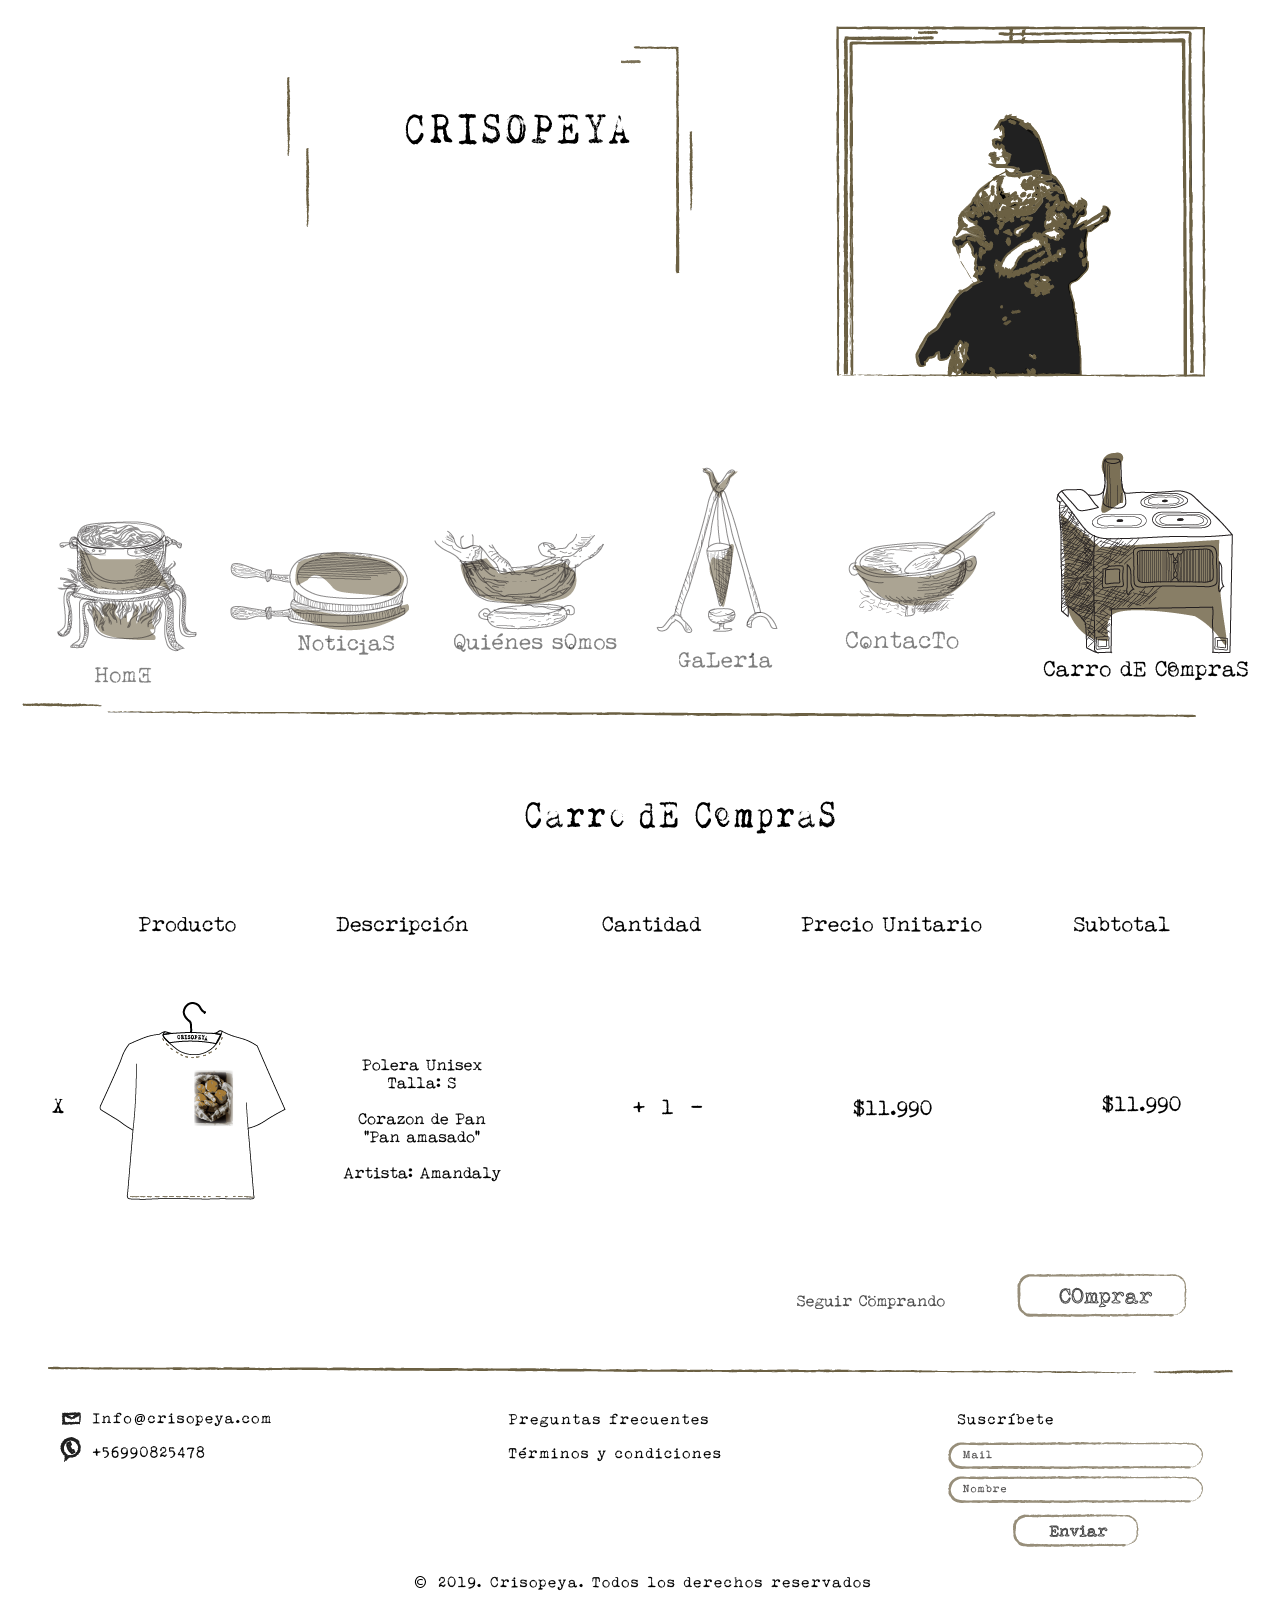 CRISOPEYA
HomE
NoticiaS
Quiénes sOmos
GaLeria
ContacTo
Carro dE CompraS
Carro dE CompraS
Producto
Descripción
Cantidad
Precio Unitario
Subtotal
CRISOPEYA
X
Polera Unisex
Talla: S
Corazon de Pan
"Pan amasado"
Artista: Amandaly
+ 1 -
$11.990
$11.990
Seguir Comprando
COmprar
Info@crisopeya.com
+56990825478
Preguntas frecuentes
Términos y condiciones
Suscríbete
Mail
Nombre
Enviar
© 2019. Crisopeya. Todos los derechos reservados